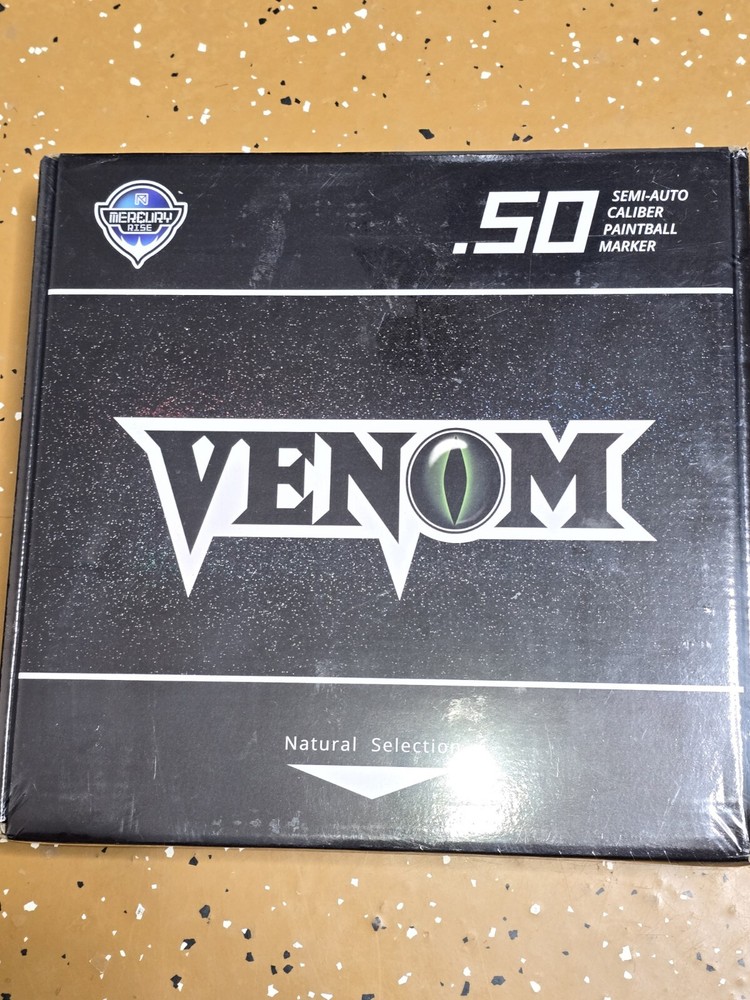 MERCURY
RISE
.50
SEMI-AUTO
CALIBER
PAINTBALL
MARKER
VENOM
Natural Selection